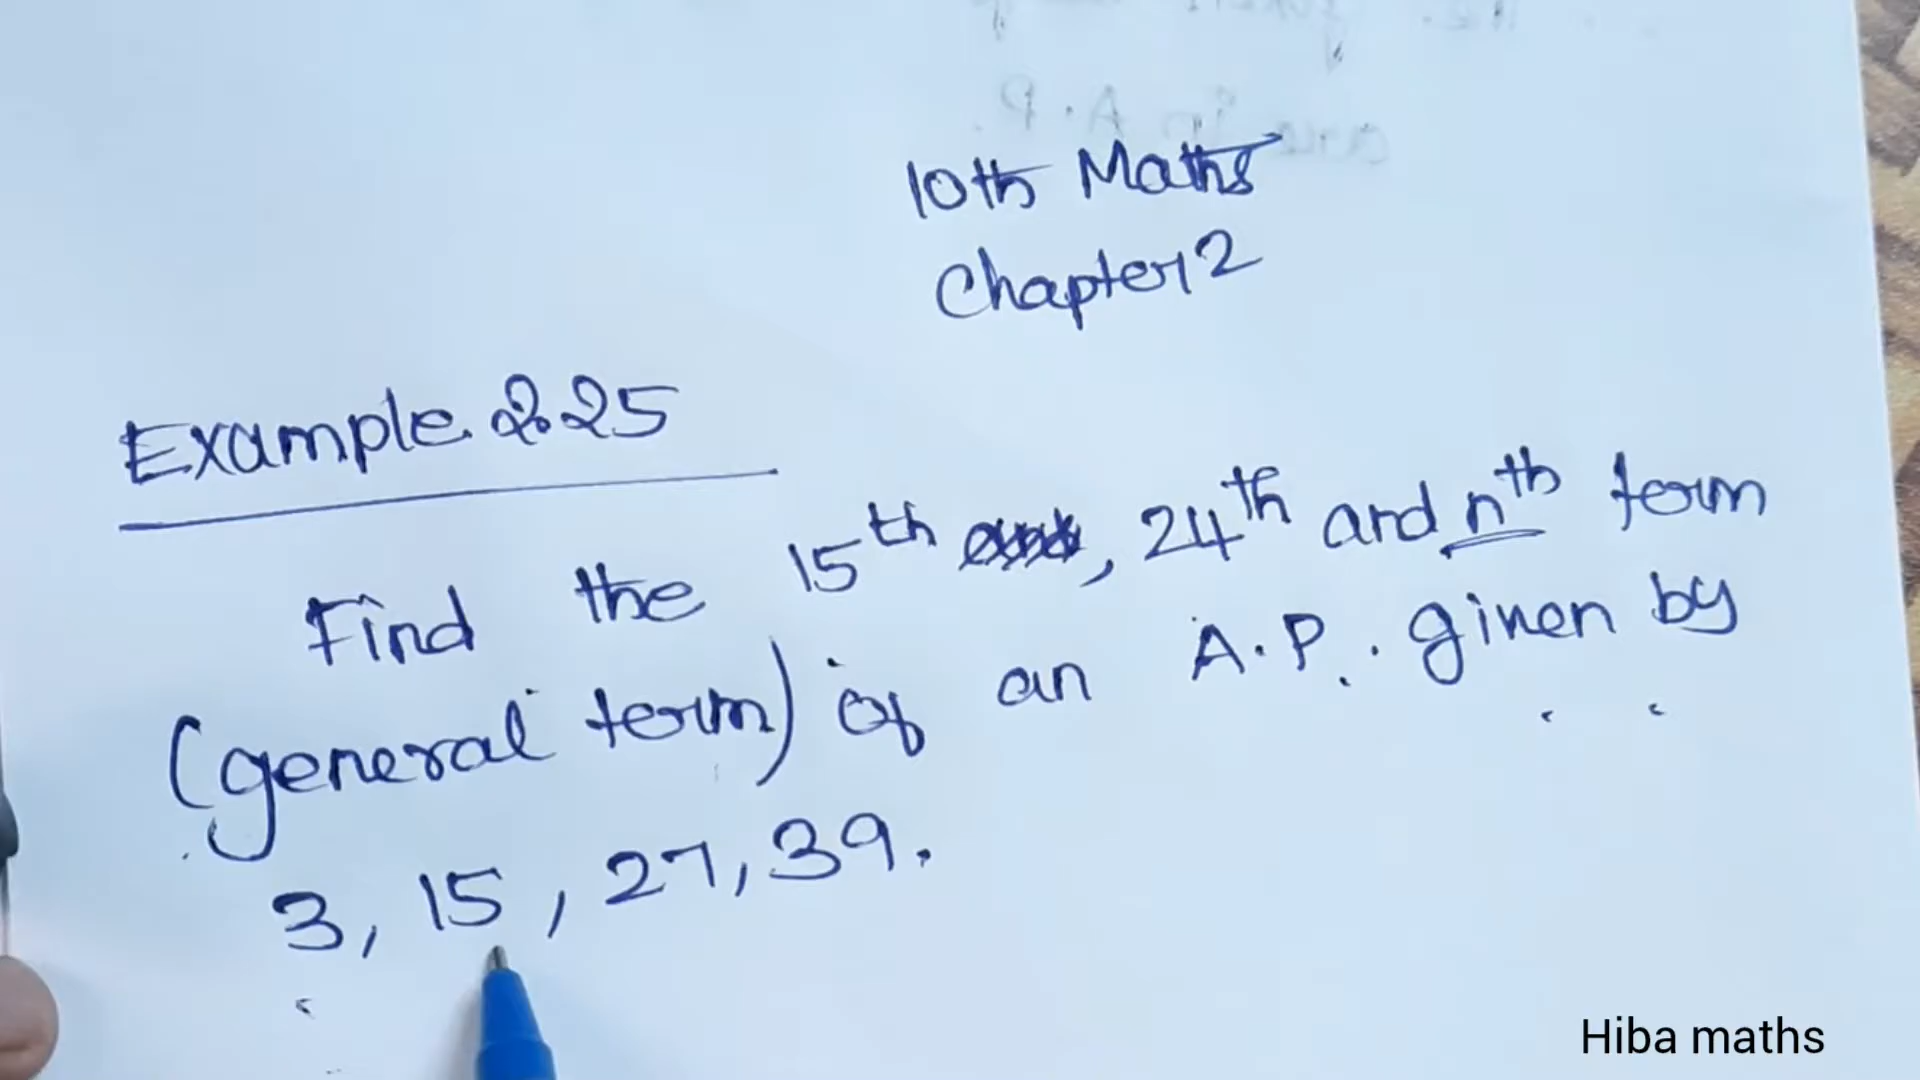 10th Maths
Chapter 2
Example 2.25
Find the 15th , 24th and nth term
(general term) of an A.P. given by
3, 15, 27, 39.
Hiba maths